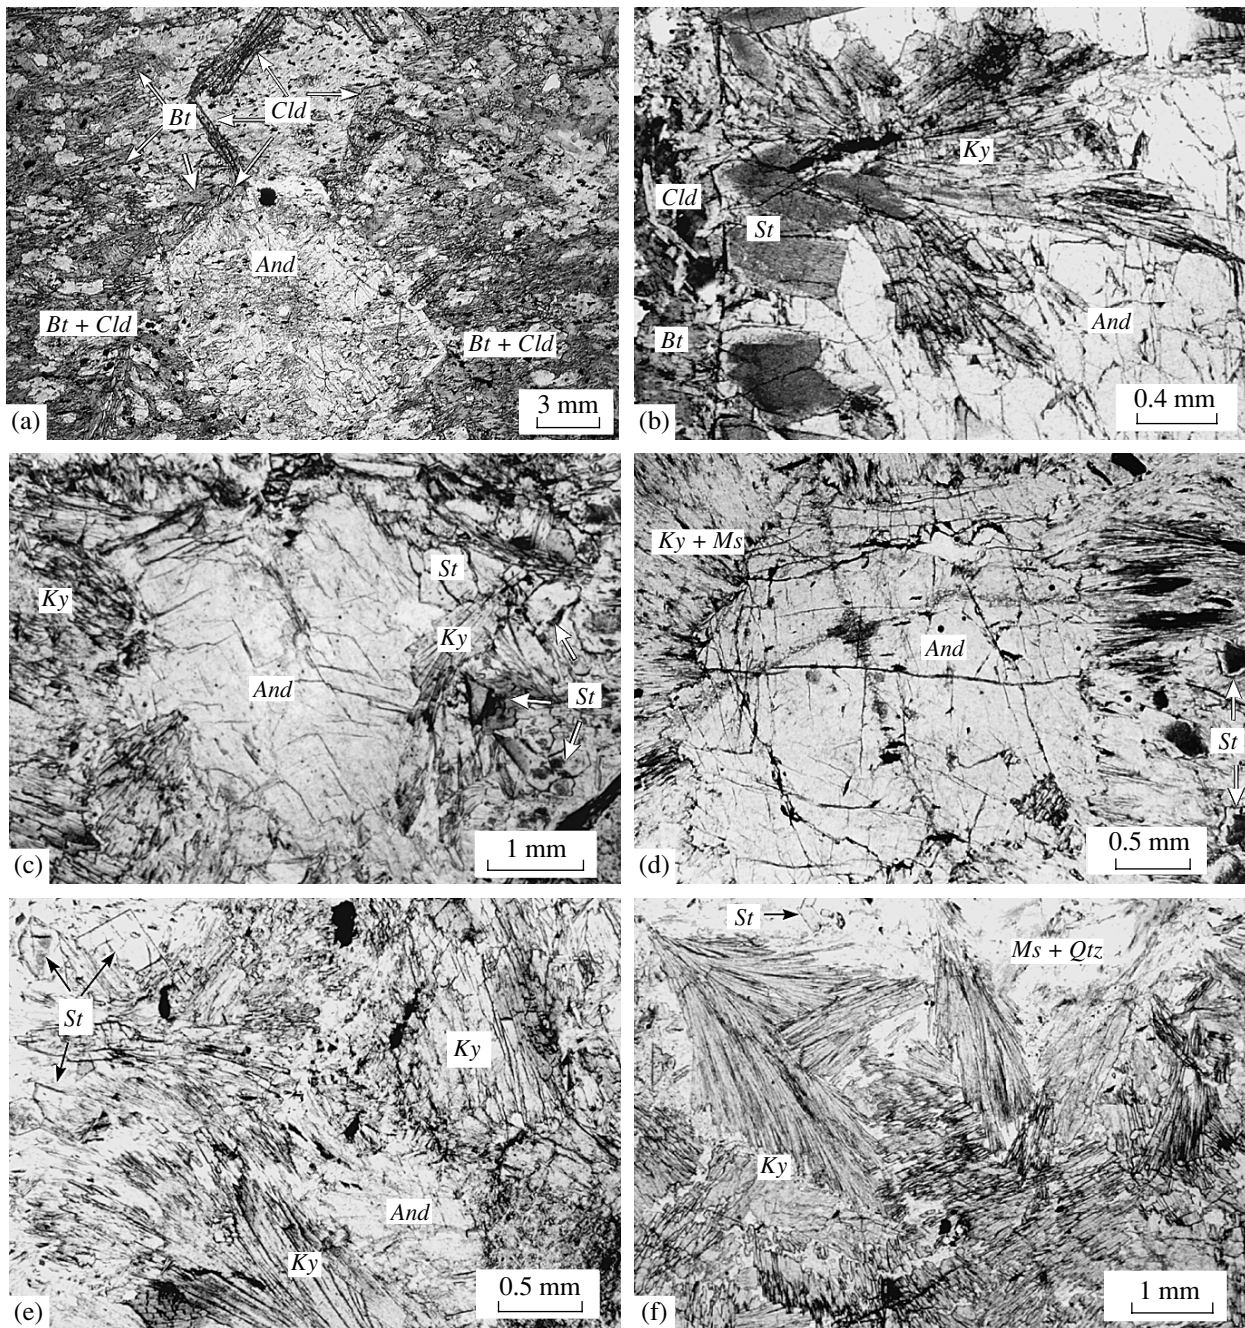 Bt
Cld
And
Bt + Cld
Bt + Cld
3 mm
(a)
Ky
Cld
St
And
Bt
0.4 mm
(b)
St
Ky
Ky
And
St
1 mm
(c)
Ky + Ms
And
St
0.5 mm
(d)
St
Ky
And
Ky
0.5 mm
(e)
St
Ms + Qtz
Ky
1 mm
(f)